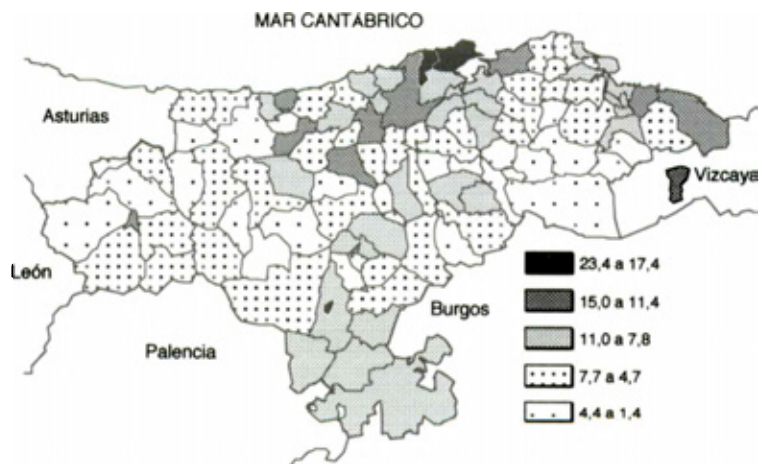 MAR CANTÁBRICO
Asturias
Vizcaya
León
Burgos
Palencia
23,4 a 17,4
15,0 a 11,4
11,0 a 7,8
7,7 a 4,7
4,4 a 1,4